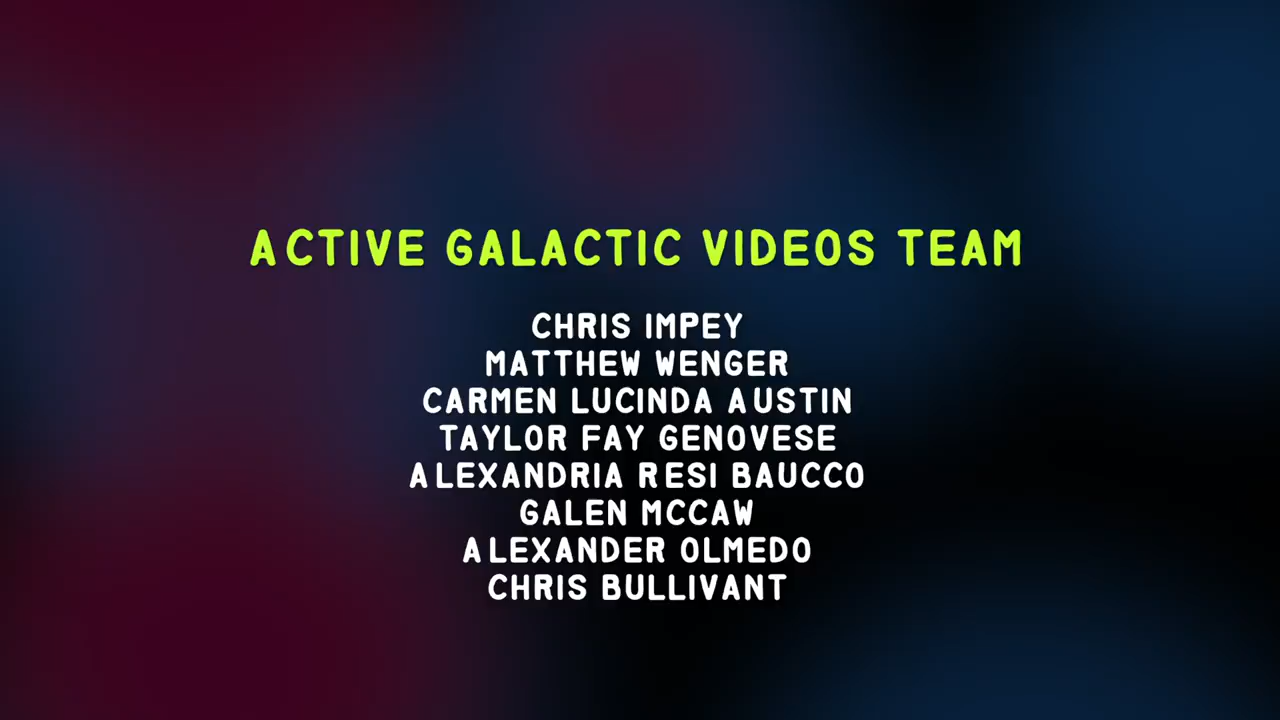 ACTIVE GALACTIC VIDEOS TEAM
CHRIS IMPEY
MATTHEW WENGER
CARMEN LUCINDA AUSTIN
TAYLOR FAY GENOVESE
ALEXANDRIA RESI BAUCCO
GALEN MCCAW
ALEXANDER OLMEDO
CHRIS BULLIVANT